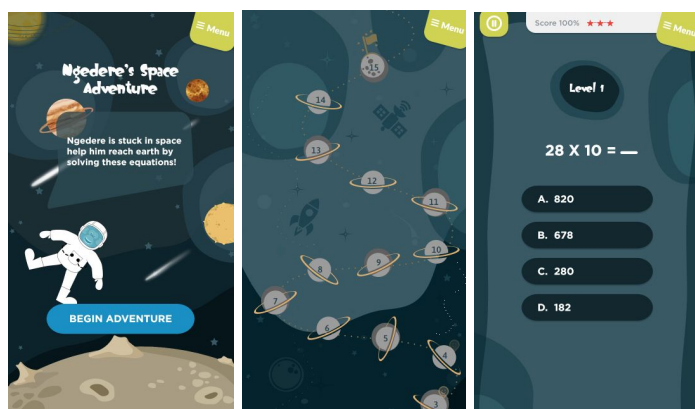 Menu
Ngedere's Space
Adventure
Ngedere is stuck in space
help him reach earth by
solving these equations!
BEGIN ADVENTURE
Menu
15
14
13
12
11
10
9
8
7
6
5
4
3
Score 100%
Menu
Level 1
28 X 10 = __
A. 820
B. 678
C. 280
D. 182